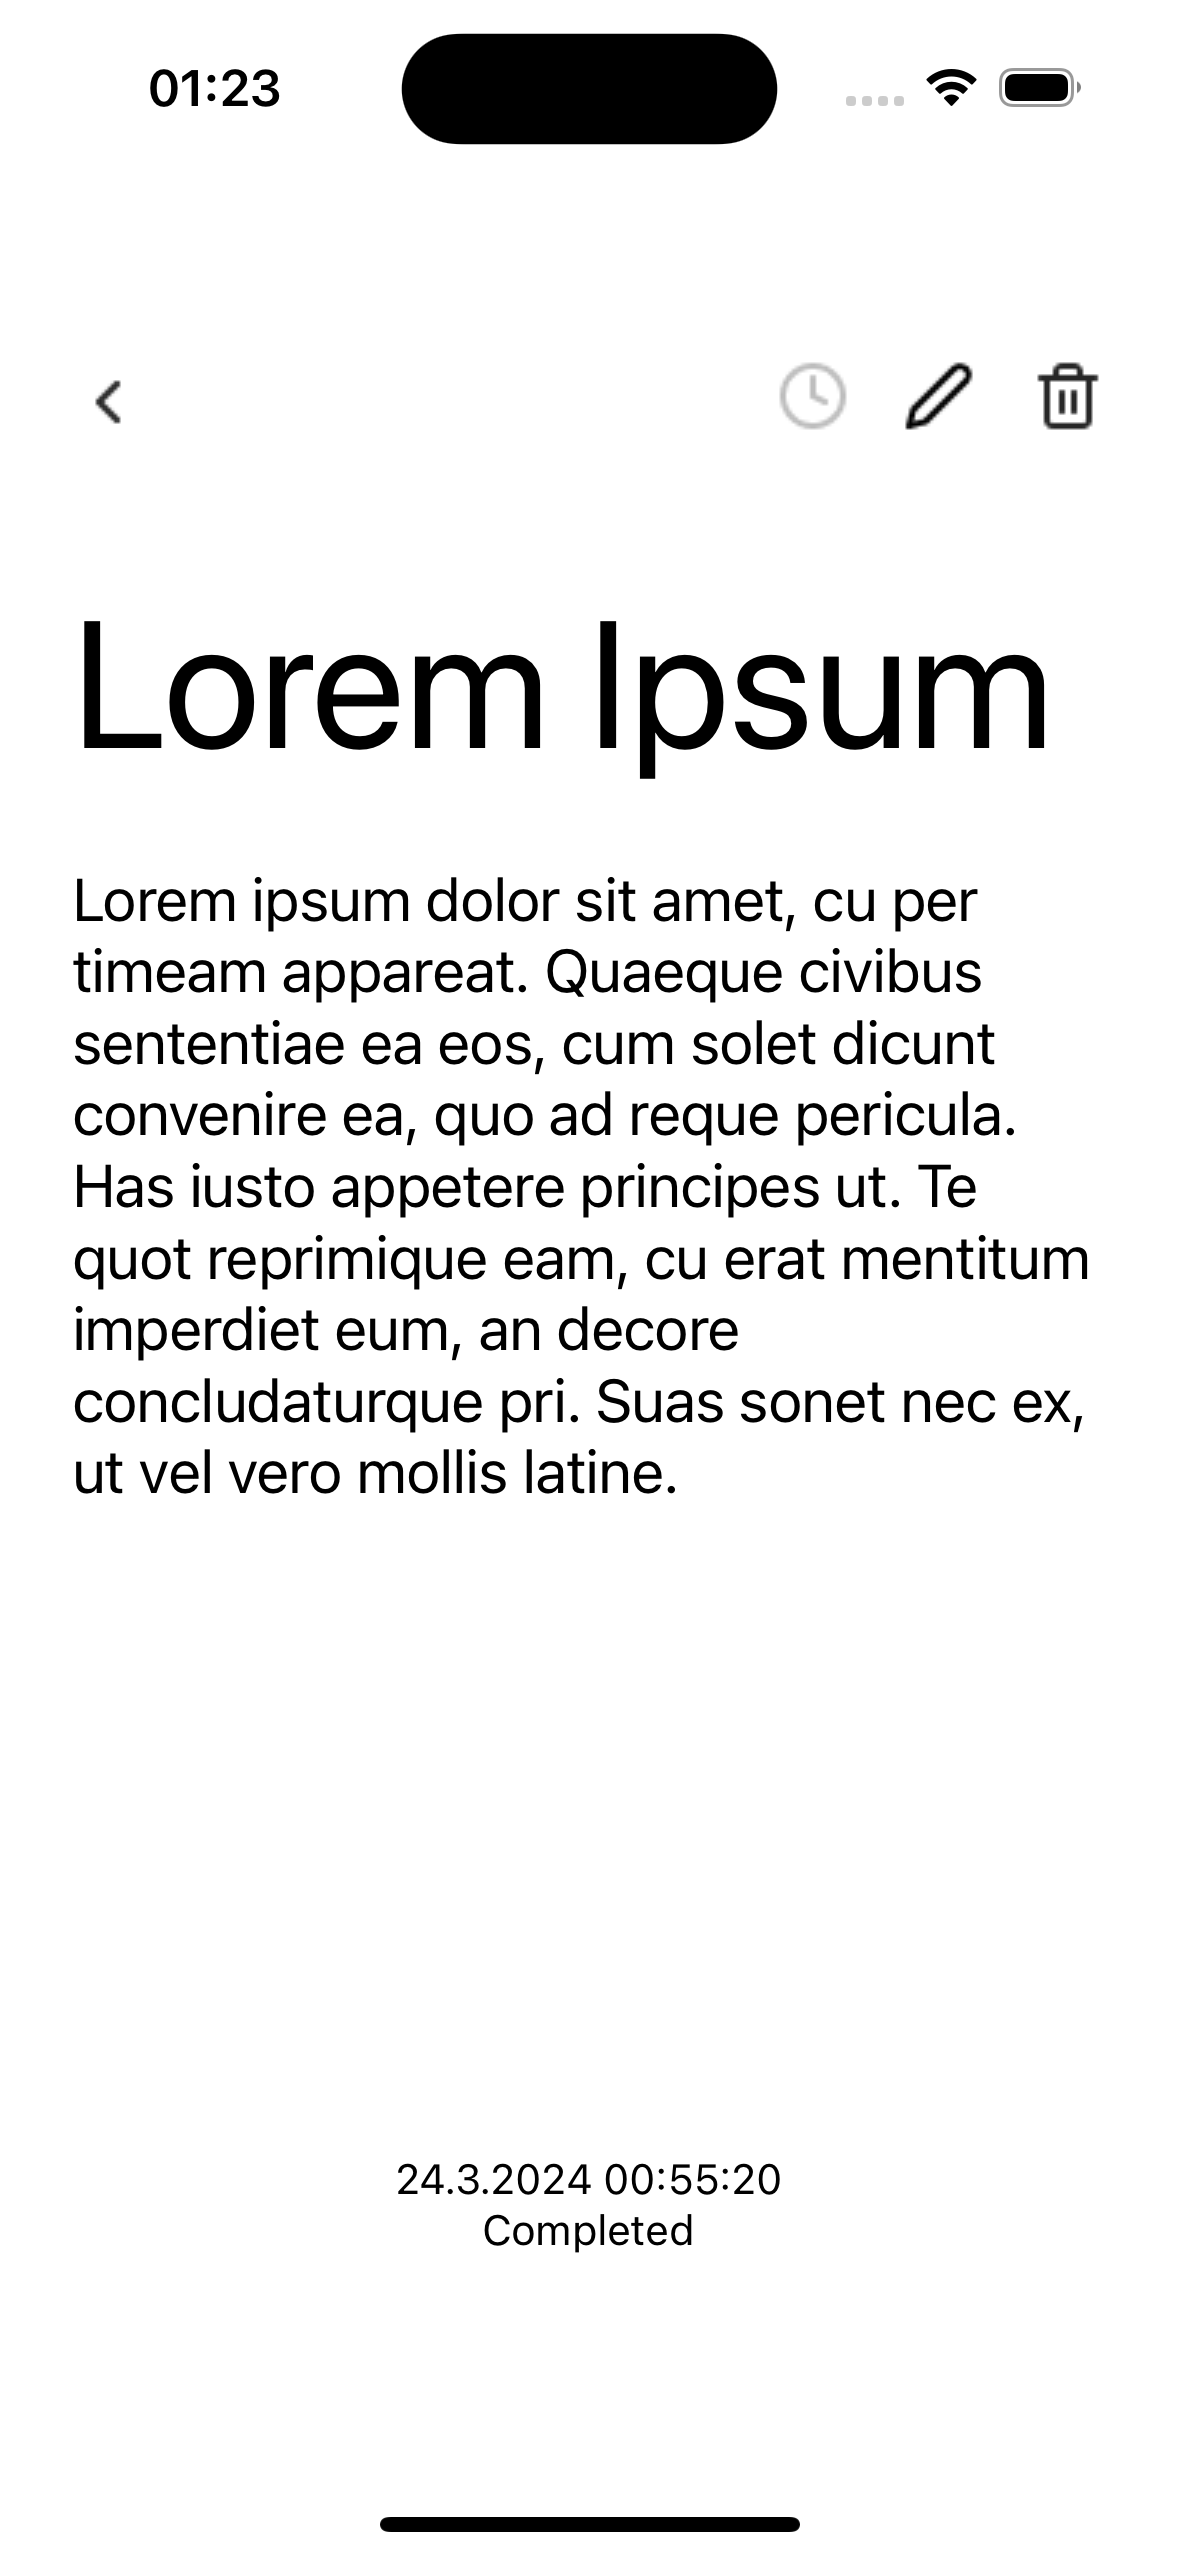 01:23
Lorem Ipsum
Lorem ipsum dolor sit amet, cu per
timeam appareat. Quaeque civibus
sententiae ea eos, cum solet dicunt
convenire ea, quo ad reque pericula.
Has iusto appetere principes ut. Te
quot reprimique eam, cu erat mentitum
imperdiet eum, an decore
concludaturque pri. Suas sonet nec ex,
ut vel vero mollis latine.
24.3.2024 00:55:20
Completed